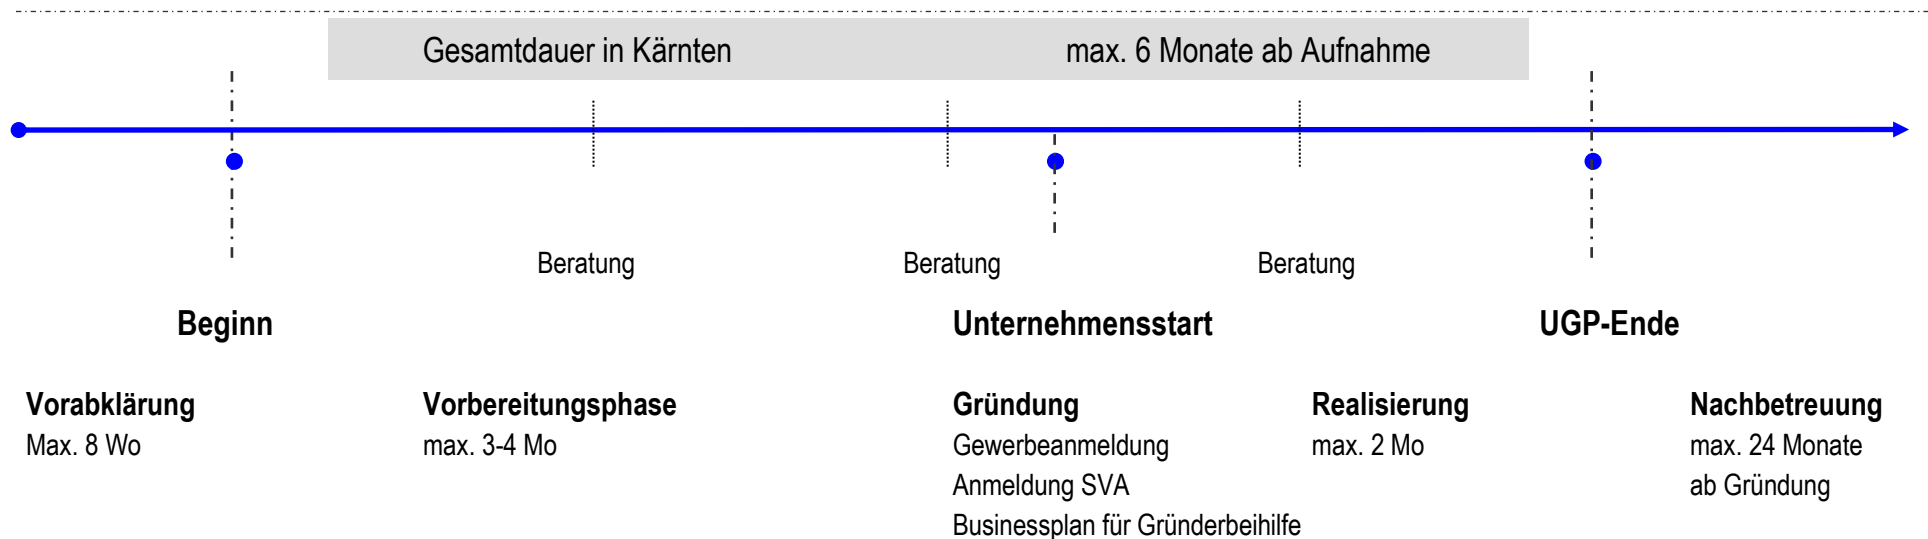 Gesamtdauer in Kärnten max. 6 Monate ab Aufnahme
Beratung Beratung Beratung
Beginn Unternehmensstart UGP-Ende
Vorabklärung Vorbereitungsphase Gründung Realisierung Nachbetreuung
Max. 8 Wo max. 3-4 Mo Gewerbeanmeldung max. 2 Mo max. 24 Monate
Anmeldung SVA ab Gründung
Businessplan für Gründerbeihilfe